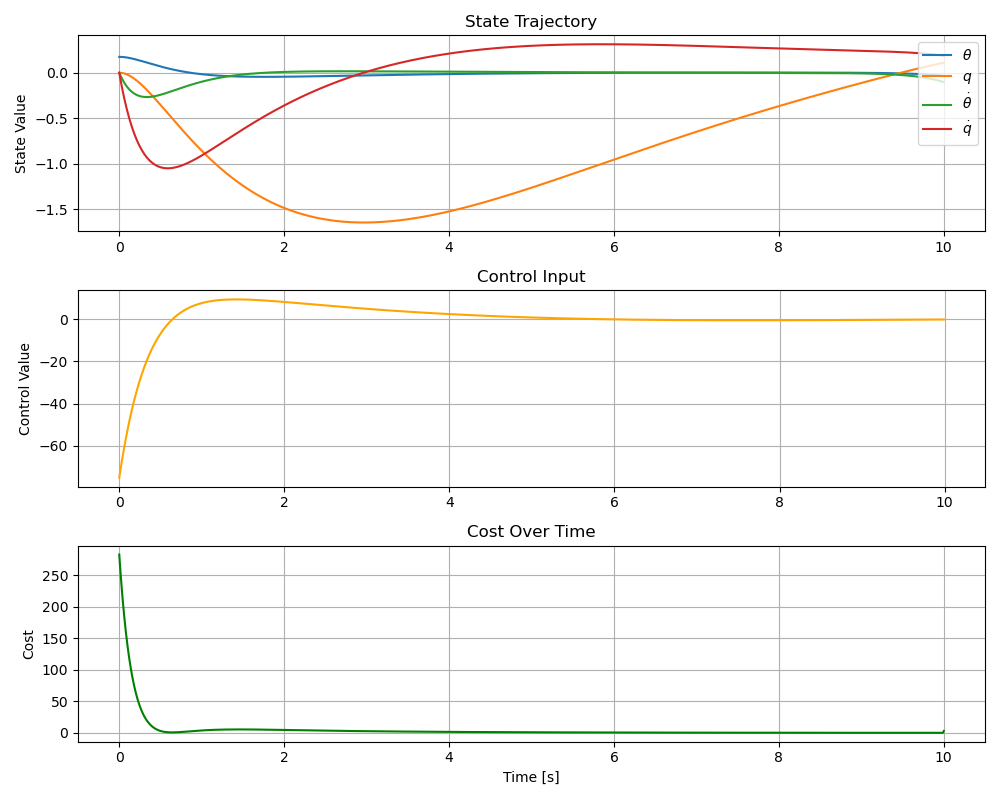 State Trajectory
State Value
0.0
−0.5
−1.0
−1.5
0 2 4 6 8 10
θ
q
θ̇
q̇
Control Input
Control Value
0
−20
−40
−60
0 2 4 6 8 10
Cost Over Time
Cost
250
200
150
100
50
0
0 2 4 6 8 10
Time [s]